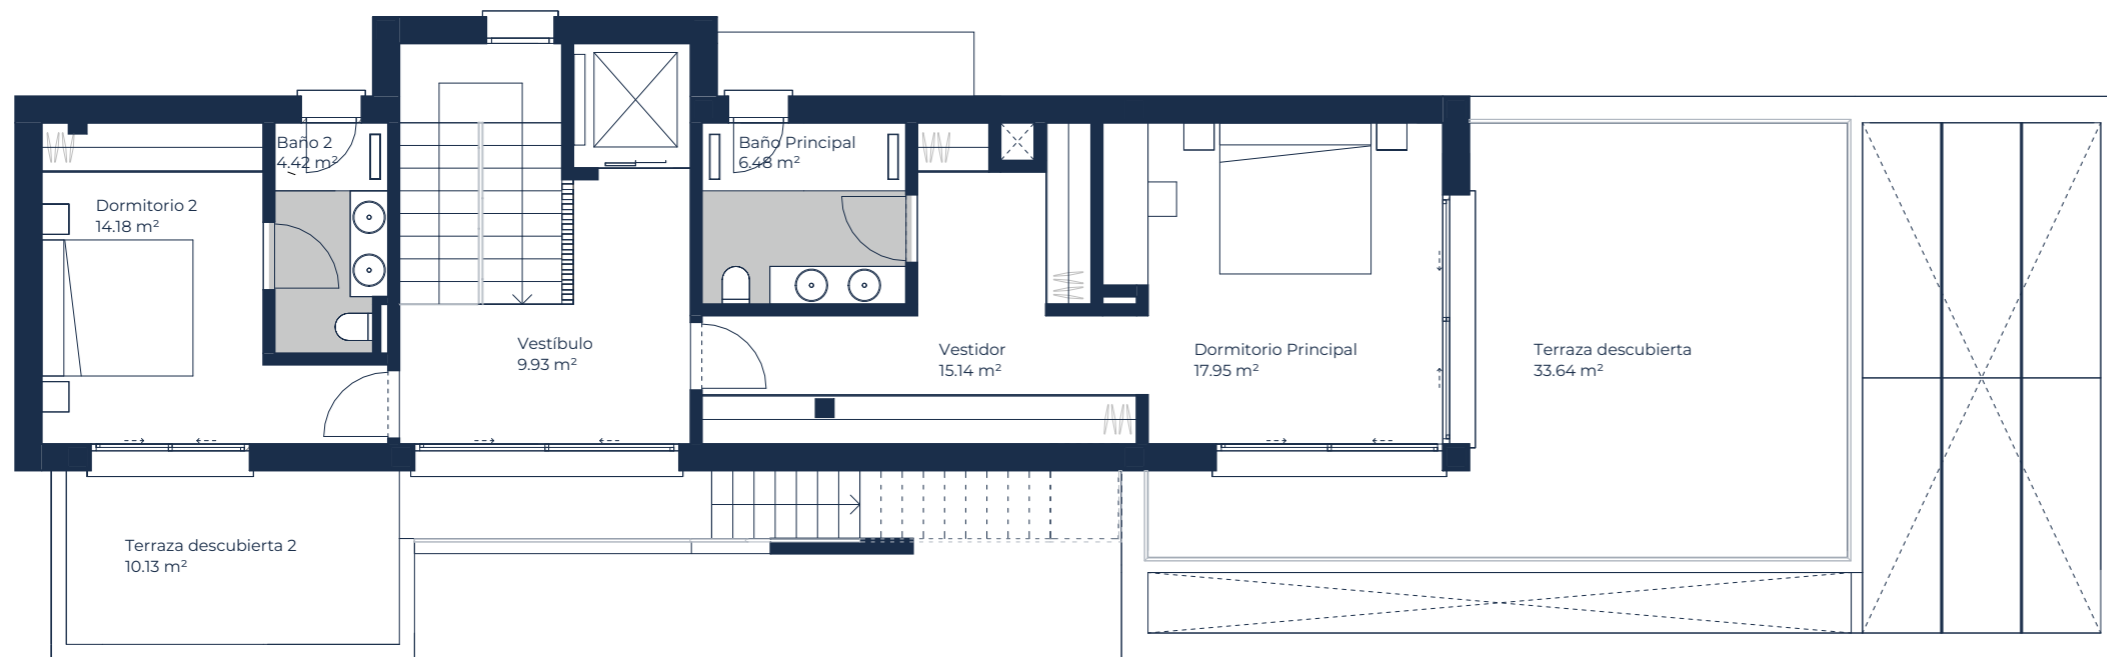 Baño 2
4.42 m²
Baño Principal
6.48 m²
Dormitorio 2
14.18 m²
Vestíbulo
9.93 m²
Vestidor
15.14 m²
Dormitorio Principal
17.95 m²
Terraza descubierta
33.64 m²
Terraza descubierta 2
10.13 m²